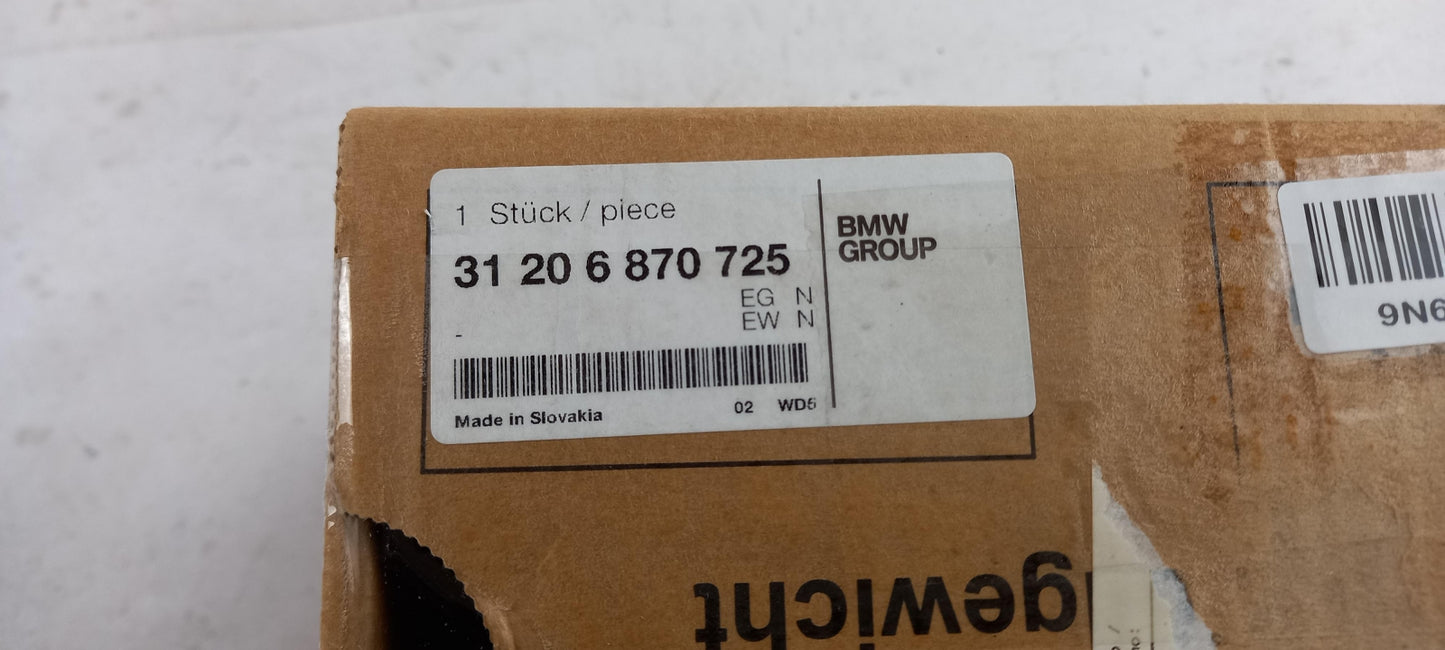 1 Stück / piece
31 20 6 870 725
EG N
EW N
-
Made in Slovakia
02 WD5
BMW
GROUP
9N6
gewicht